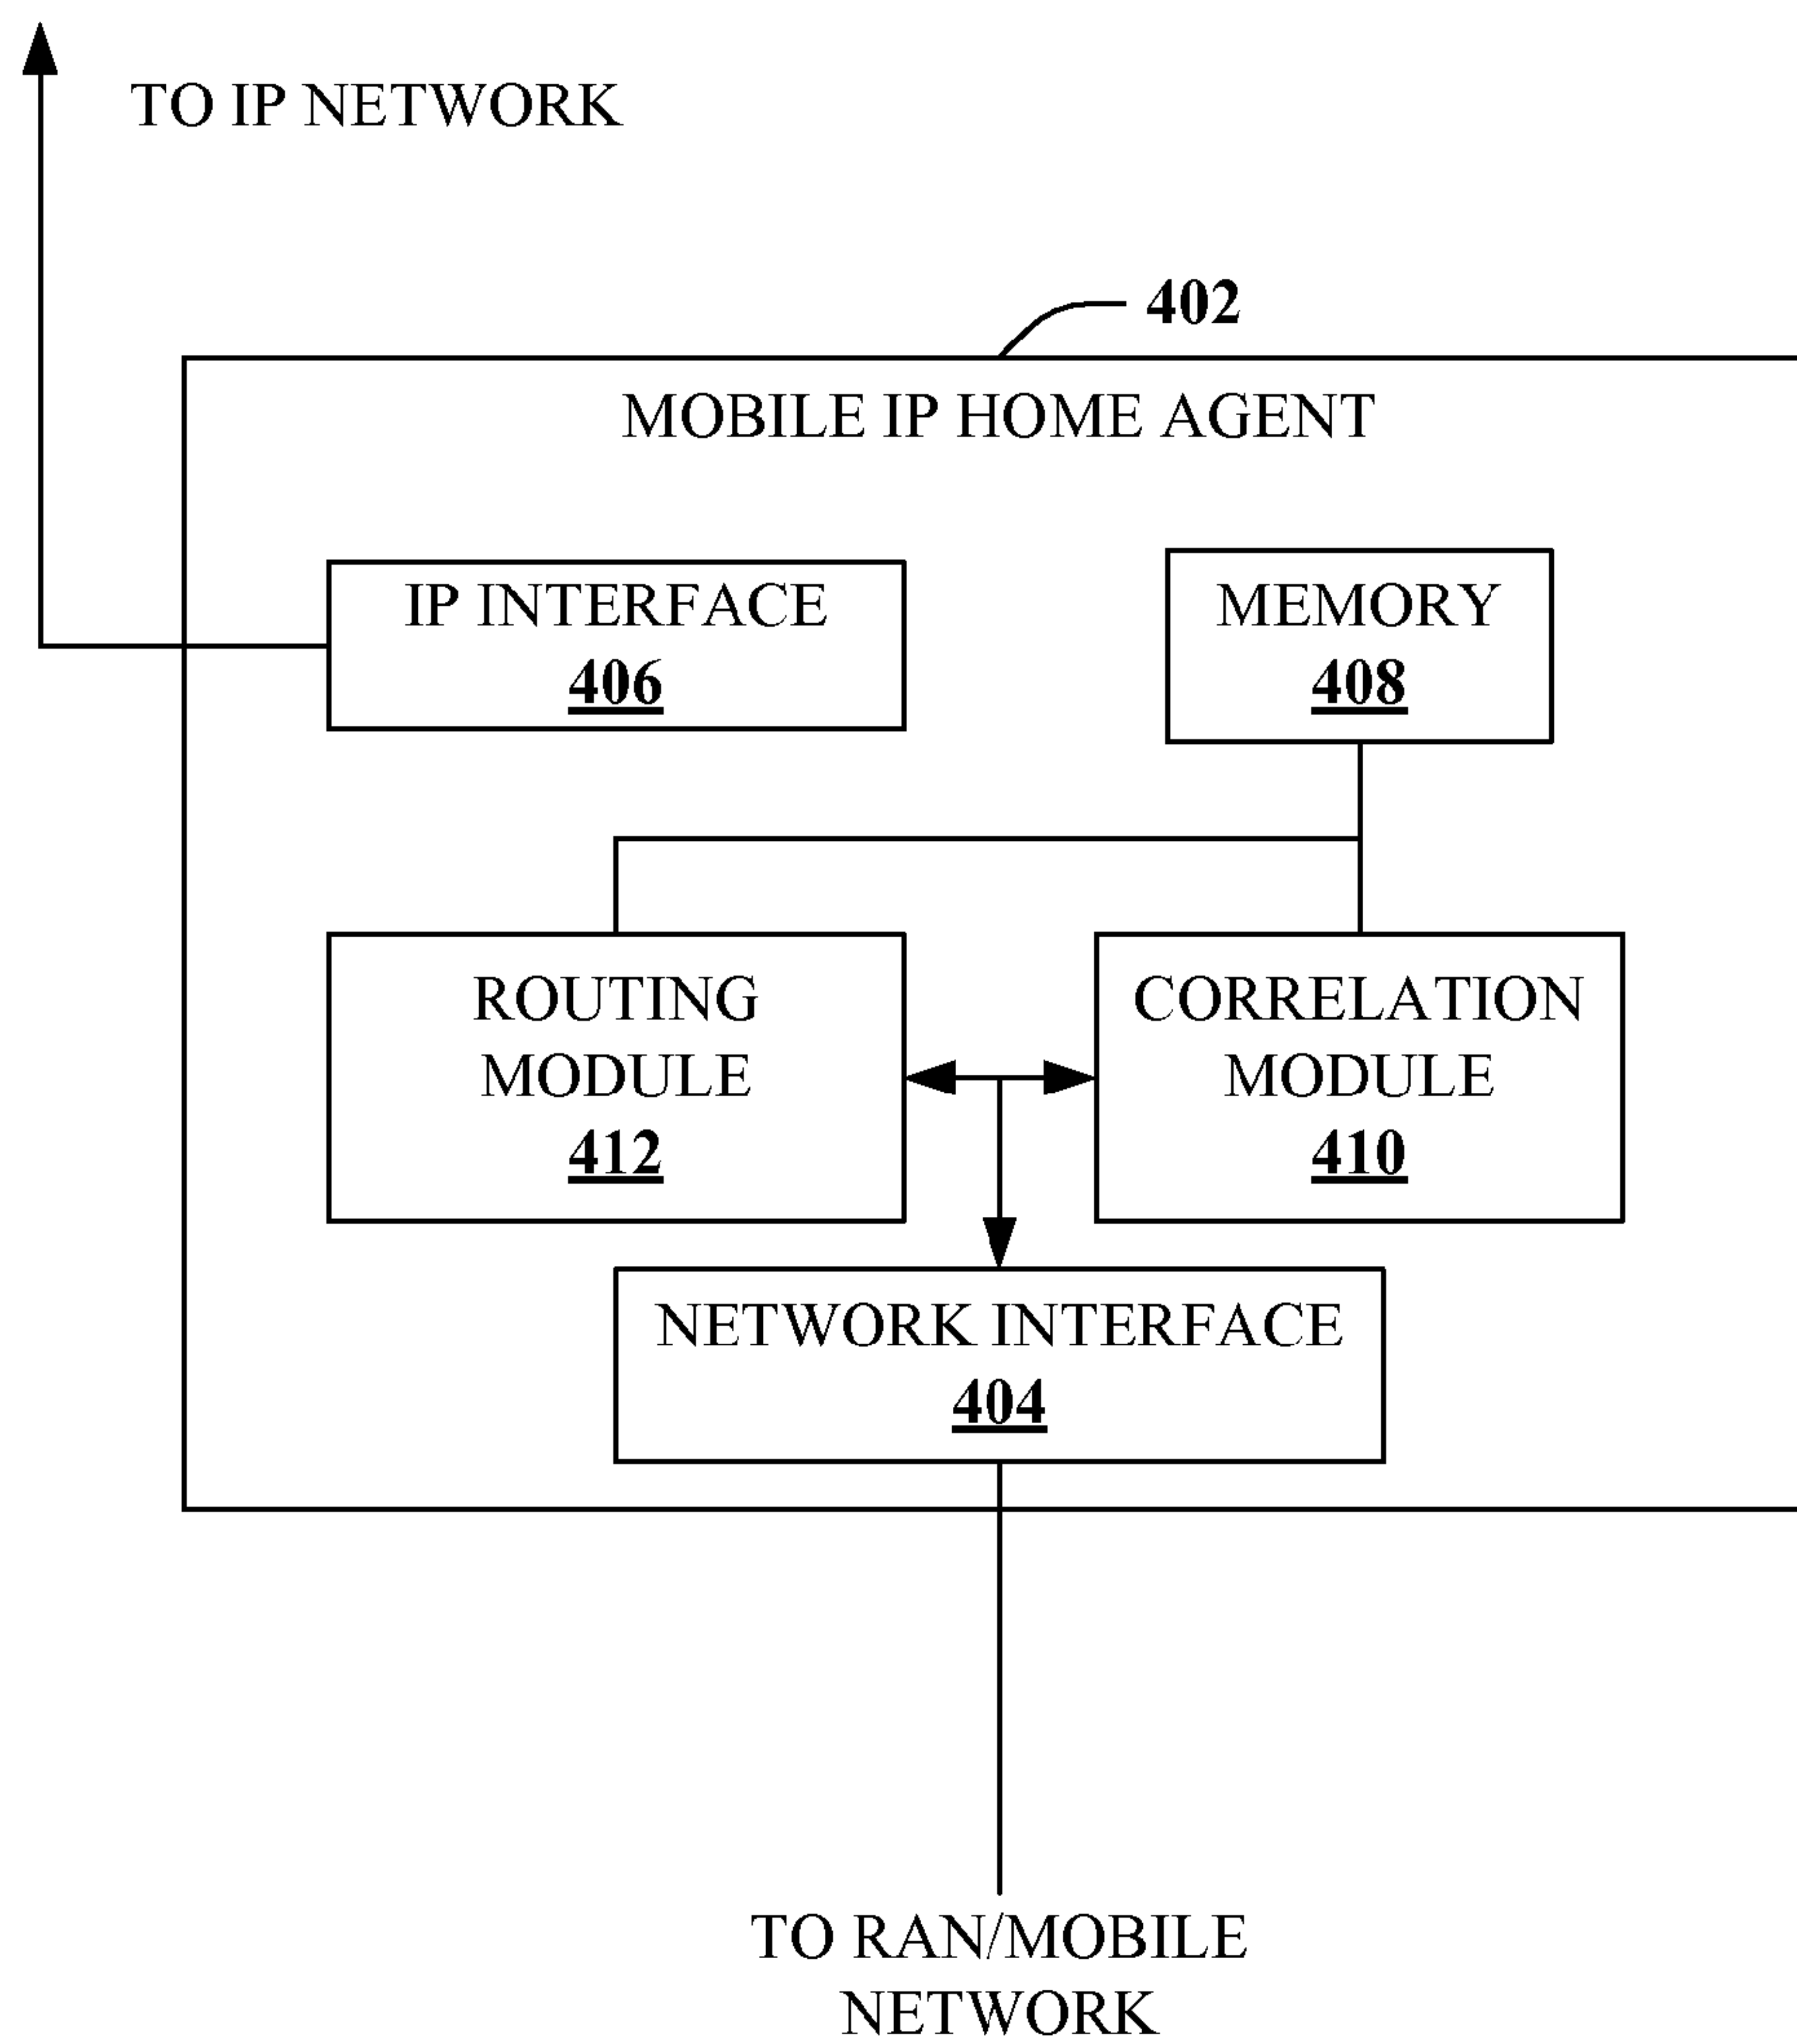 TO IP NETWORK
402
MOBILE IP HOME AGENT
IP INTERFACE
406
MEMORY
408
ROUTING
MODULE
412
CORRELATION
MODULE
410
NETWORK INTERFACE
404
TO RAN/MOBILE
NETWORK